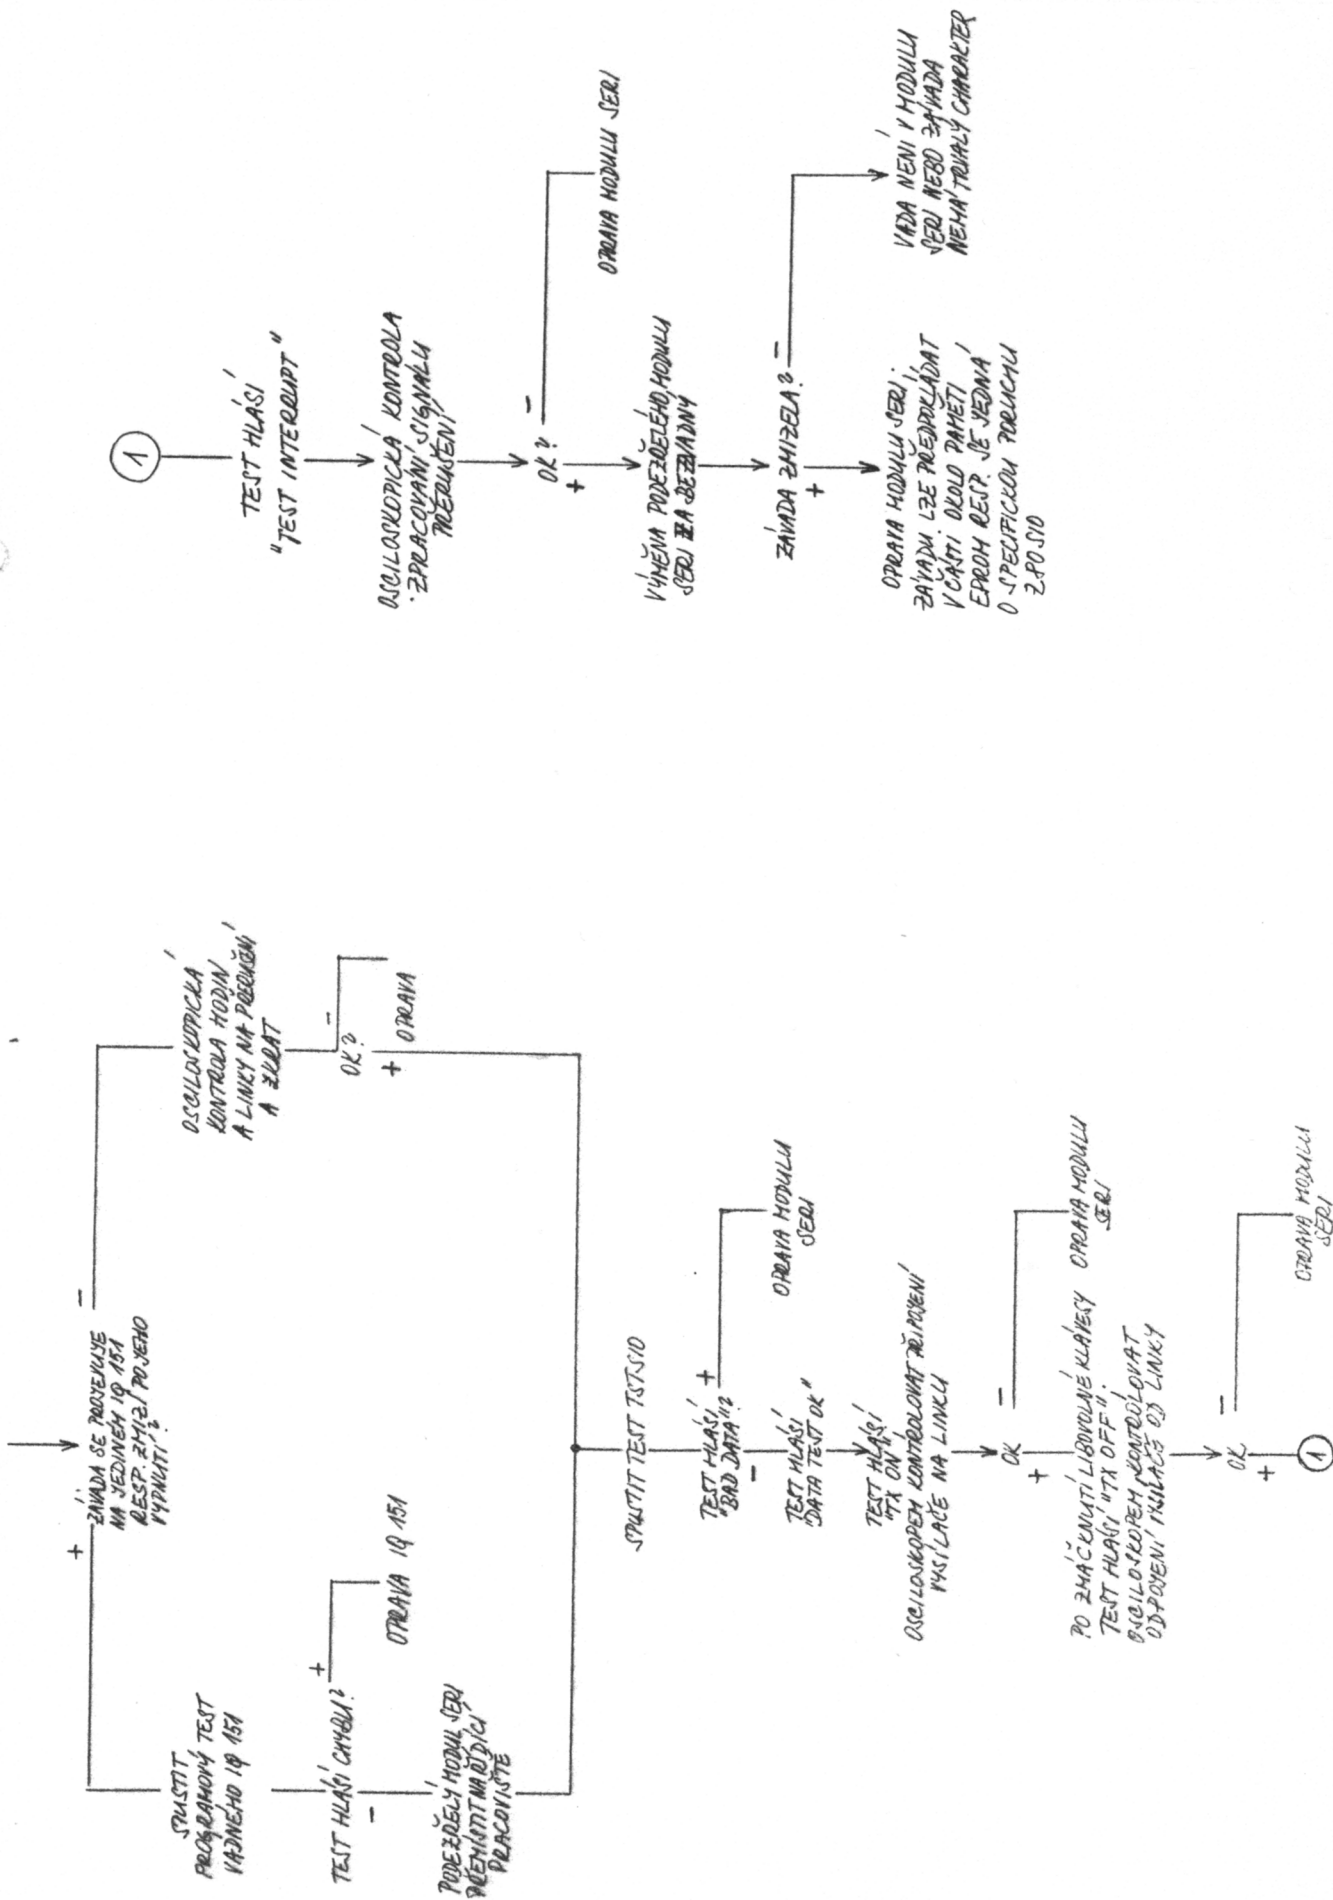 ZÁVADA SE PROJEVUJE
NA JEDINÉM IQ 151
RESP. ZMIZÍ PO JEHO
VYPNUTÍ?
+
−
SPUSTIT
PROGRAMOVÝ TEST
VADNÉHO IQ 151
TEST HLÁSÍ CHYBU?
+
−
OPRAVA IQ 151
PODEZŘELÝ MODUL SERI
PŘEMÍSTIT NA ŘÍDÍCÍ
PRACOVIŠTĚ
OSCILOSKOPICKÁ
KONTROLA HODIN
A LINKY NA PŘERUŠENÍ
A ZKRAT
OK?
−
+
OPRAVA
SPUSTIT TEST TSTSIO
TEST HLÁSÍ
"BAD DATA"?
+
−
OPRAVA MODULU
SERI
TEST HLÁSÍ
"DATA TEST OK"
TEST HLÁSÍ
"TX ON"
OSCILOSKOPEM KONTROLOVAT PŘIPOJENÍ
VYSÍLAČE NA LINKU
OK
−
+
OPRAVA MODULU
SERI
PO ZMÁČKNUTÍ LIBOVOLNÉ KLÁVESY
TEST HLÁSÍ "TX OFF".
OSCILOSKOPEM KONTROLOVAT
ODPOJENÍ VYSÍLAČE OD LINKY
OK
−
+
OPRAVA MODULU
SERI
1
1
TEST HLÁSÍ
"TEST INTERRUPT"
OSCILOSKOPICKÁ KONTROLA
ZPRACOVÁNÍ SIGNÁLU
PŘERUŠENÍ
OK?
−
+
OPRAVA MODULU SERI
VÝMĚNA PODEZŘELÉHO MODULU
SERI ZA BEZVADNÝ
ZÁVADA ZMIZELA?
−
+
OPRAVA MODULU SERI.
ZÁVADU LZE PŘEDPOKLÁDAT
V ČÁSTI OKOLO PAMĚTI
EPROM RESP. SE JEDNÁ
O SPECIFICKOU PORUCHU
Z80 SIO
VADA NENÍ V MODULU
SERI NEBO ZÁVADA
NEMÁ TRVALÝ CHARAKTER